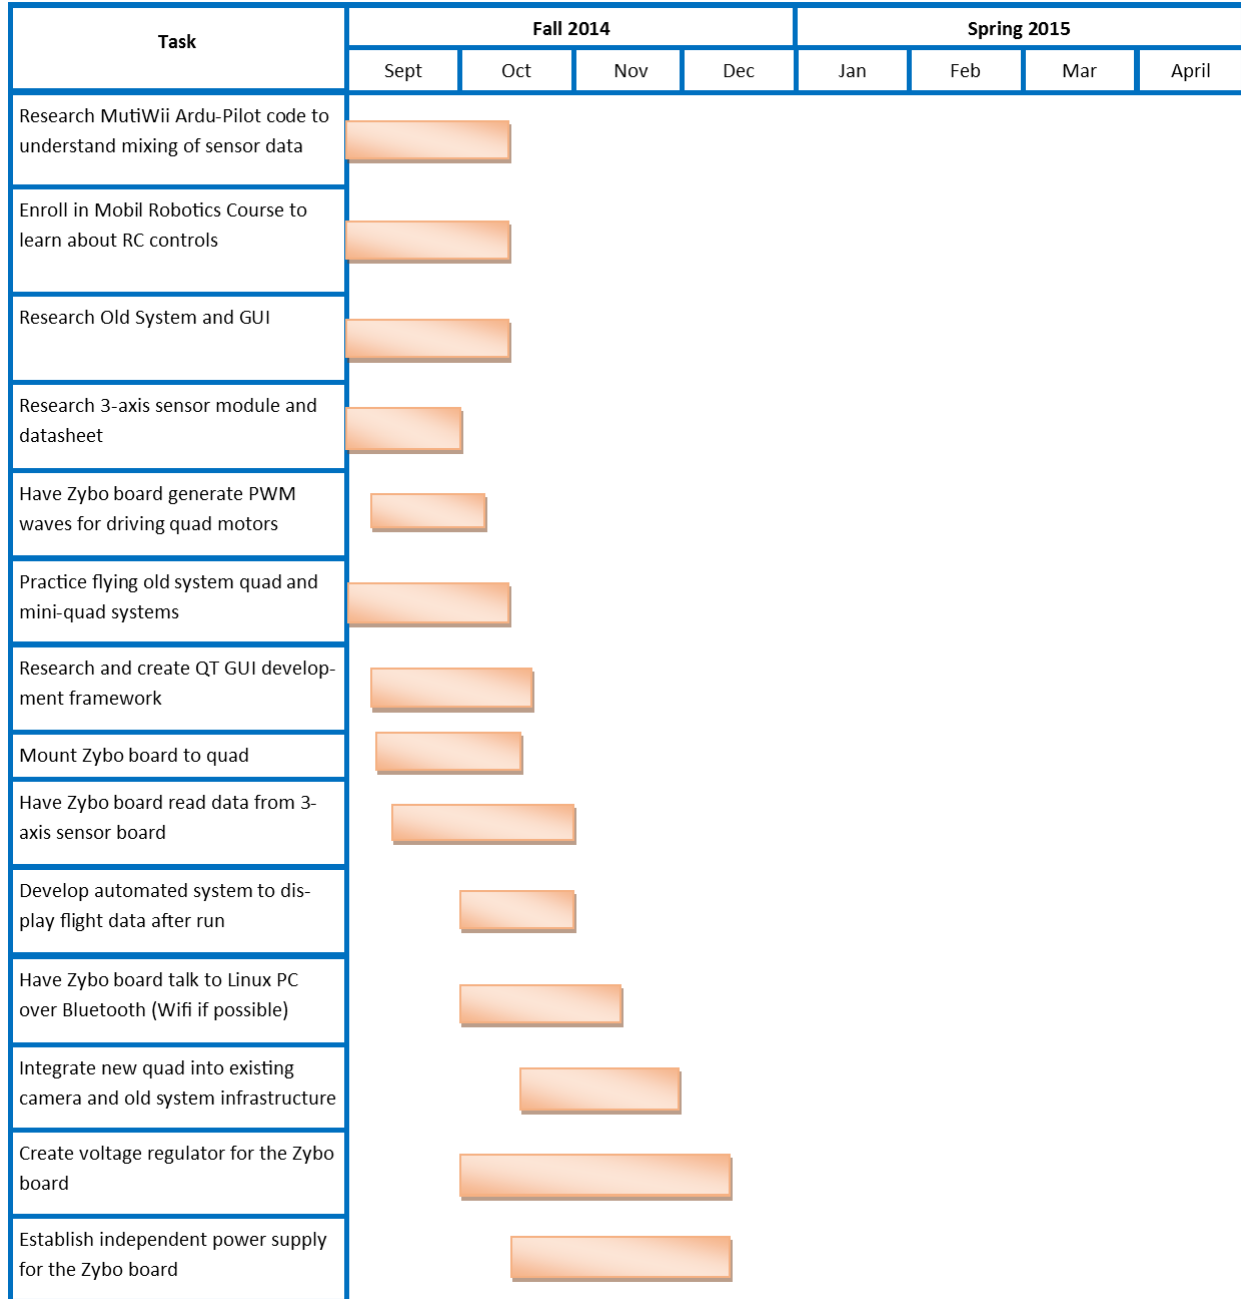 Task
Fall 2014
Spring 2015
Sept
Oct
Nov
Dec
Jan
Feb
Mar
April
Research MutiWii Ardu-Pilot code to
understand mixing of sensor data
Enroll in Mobil Robotics Course to
learn about RC controls
Research Old System and GUI
Research 3-axis sensor module and
datasheet
Have Zybo board generate PWM
waves for driving quad motors
Practice flying old system quad and
mini-quad systems
Research and create QT GUI develop-
ment framework
Mount Zybo board to quad
Have Zybo board read data from 3-
axis sensor board
Develop automated system to dis-
play flight data after run
Have Zybo board talk to Linux PC
over Bluetooth (Wifi if possible)
Integrate new quad into existing
camera and old system infrastructure
Create voltage regulator for the Zybo
board
Establish independent power supply
for the Zybo board